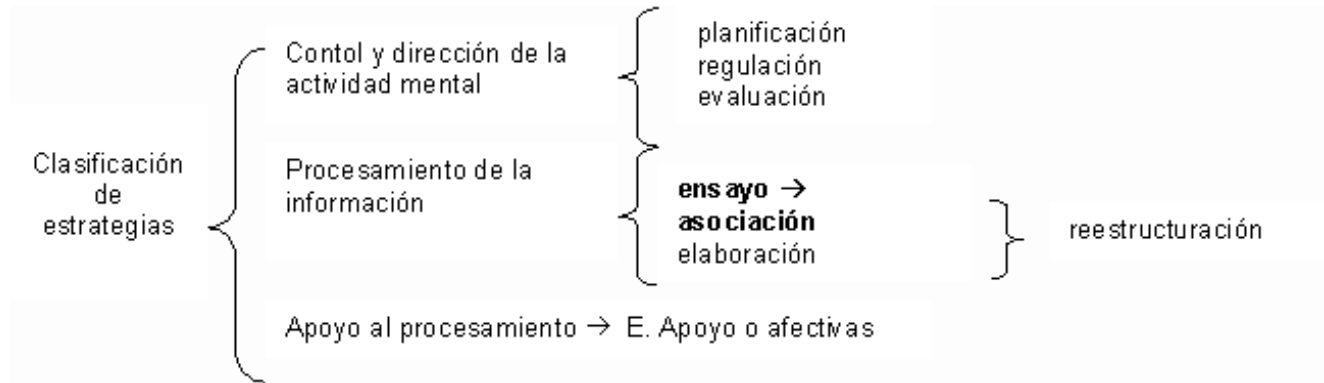 Clasificación
de
estrategias
Contol y dirección de la
actividad mental
planificación
regulación
evaluación
Procesamiento de la
información
ensayo →
asociación
elaboración
reestructuración
Apoyo al procesamiento → E. Apoyo o afectivas